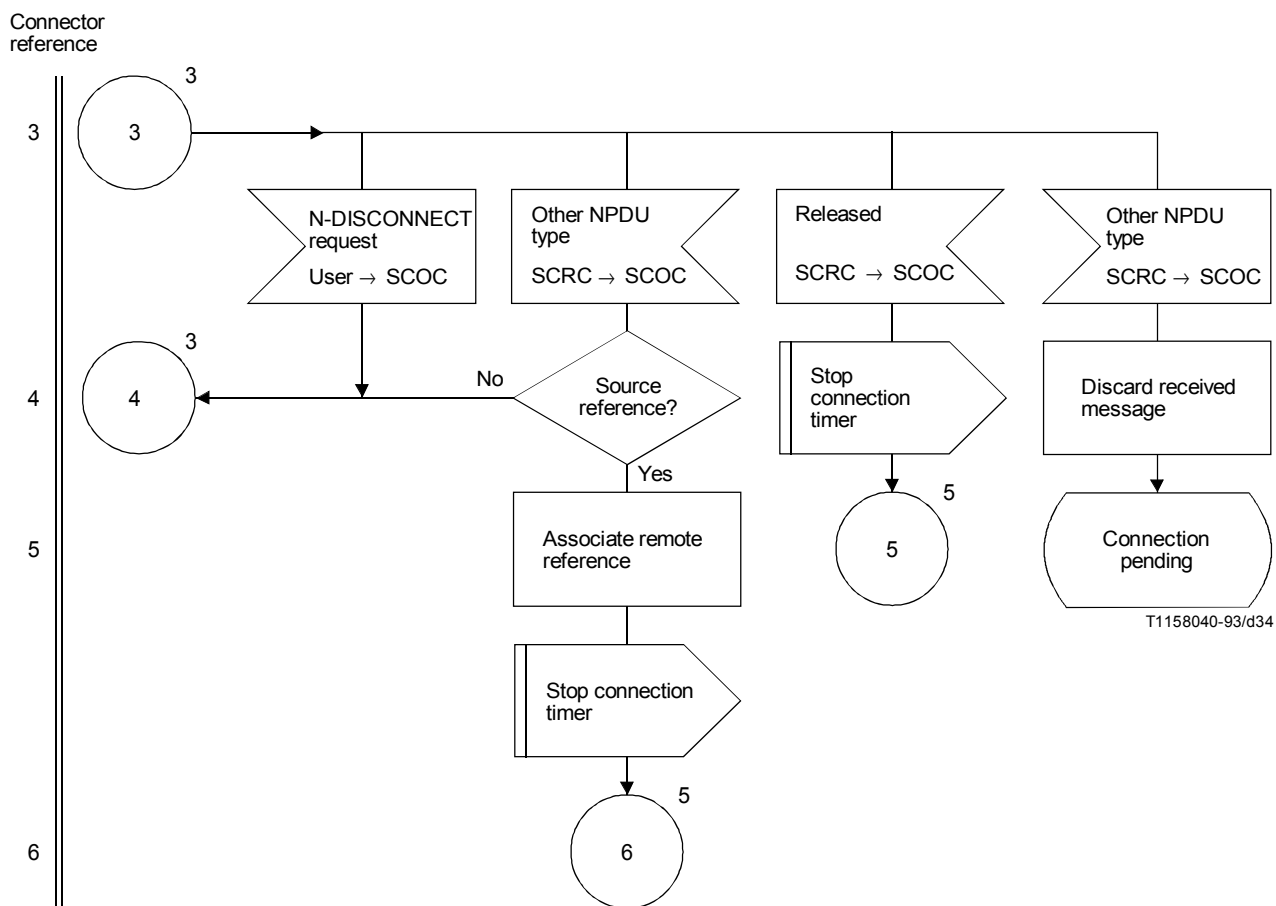 Connector
reference
3
3
3
N-DISCONNECT
request
User → SCOC
Other NPDU
type
SCRC → SCOC
Released
SCRC → SCOC
Other NPDU
type
SCRC → SCOC
3
4
4
No
Source
reference?
Stop
connection
timer
Discard received
message
Yes
5
5
Associate remote
reference
5
Connection
pending
T1158040-93/d34
Stop connection
timer
5
6
6